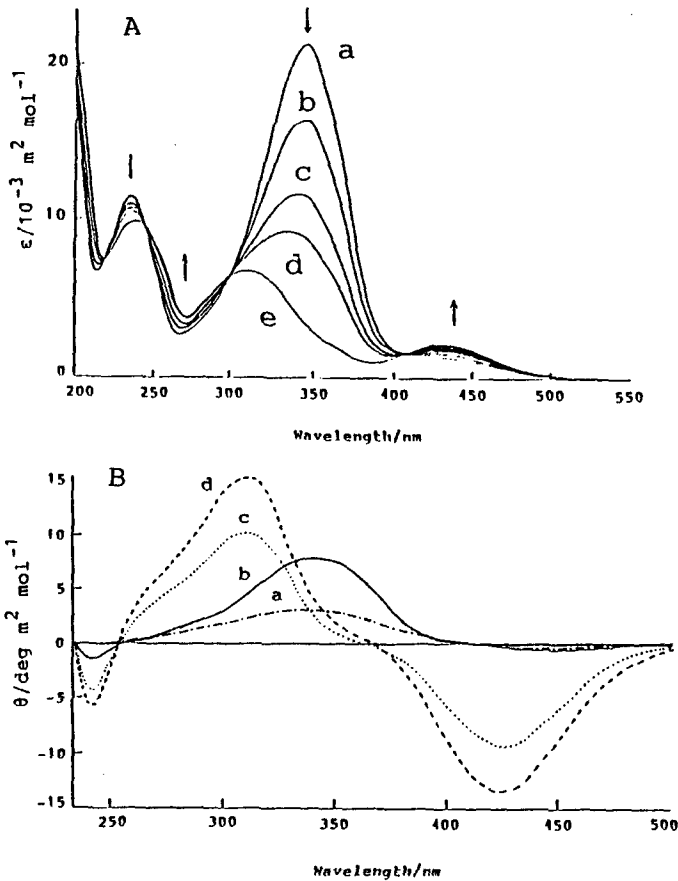 A
a
b
c
d
e
20
10
0
ε/10⁻³ m² mol⁻¹
200 250 300 350 400 450 500 550
Wavelength/nm
B
d
c
b
a
15
10
5
0
-5
-10
-15
θ/deg m² mol⁻¹
250 300 350 400 450 500
Wavelength/nm